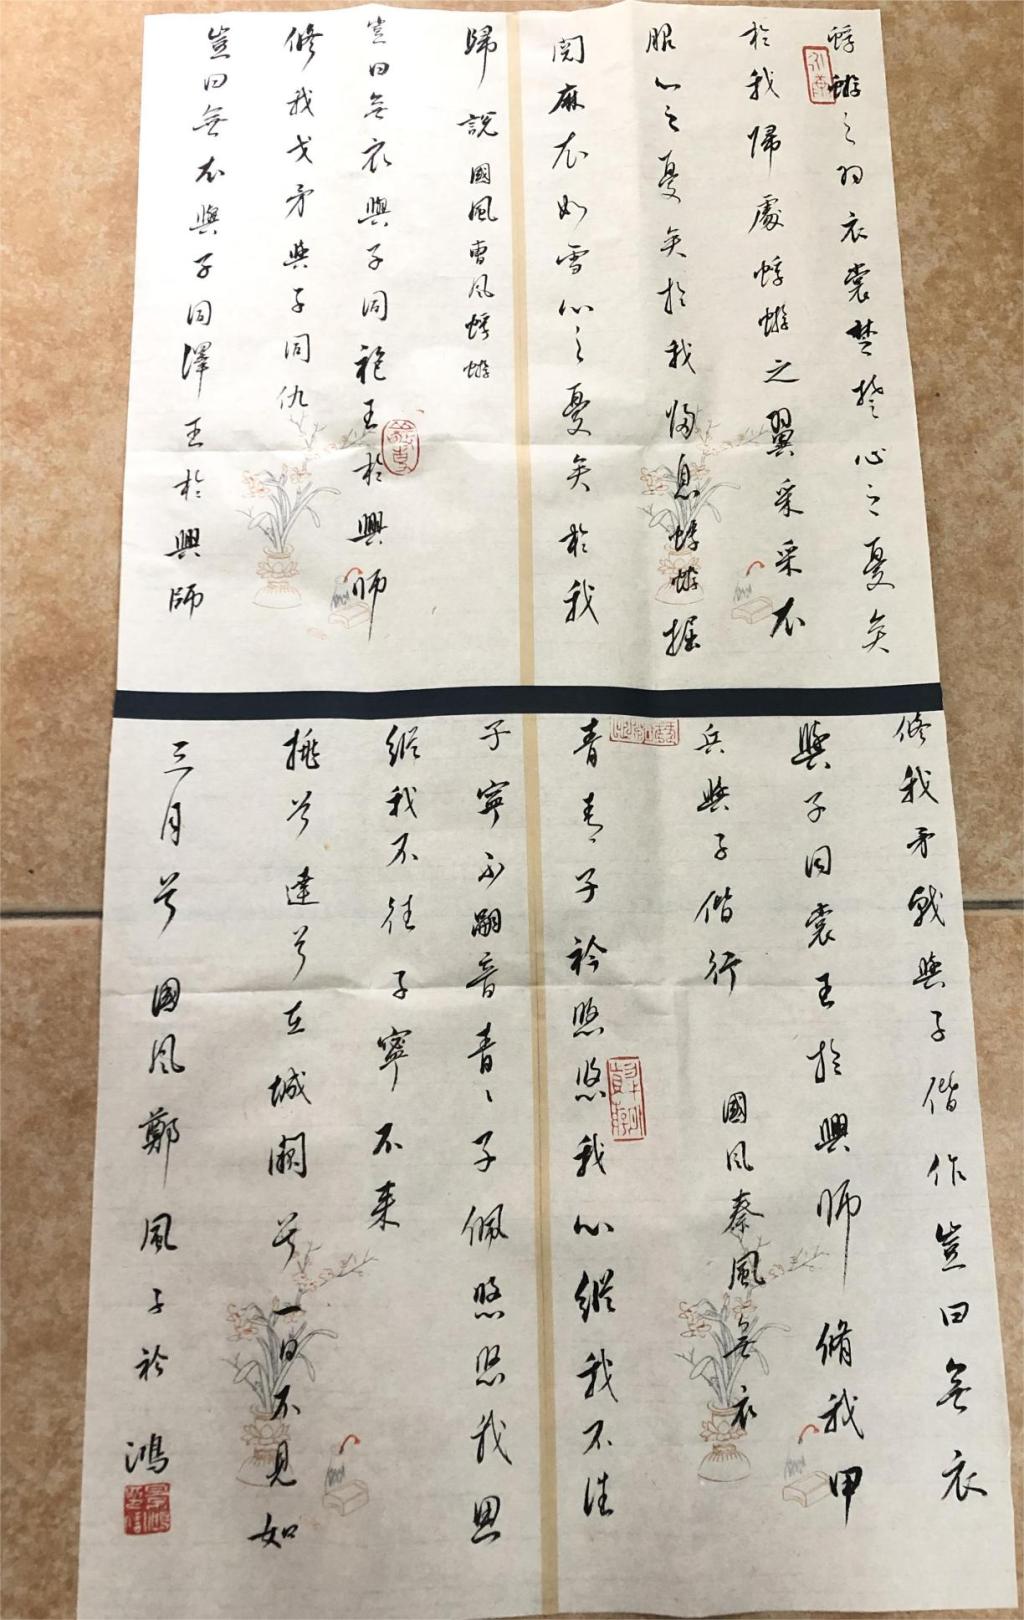 蜉蝣之羽衣裳楚楚心之憂矣
於我歸處蜉蝣之翼采采衣
服心之憂矣於我歸息蜉蝣掘
閱麻衣如雪心之憂矣於我
歸說 國風曹風蜉蝣
豈曰無衣與子同袍王於興師
修我戈矛與子同仇
豈曰無衣與子同澤王於興師
修我矛戟與子偕作豈曰無衣
與子同裳王於興師脩我甲
兵與子偕行 國風秦風無衣
青青子衿悠悠我心縱我不往
子寧不嗣音青〻子佩悠悠我思
縱我不往子寧不来
挑兮達兮在城闕兮一日不見如
三月兮 國風鄭風子衿 鴻